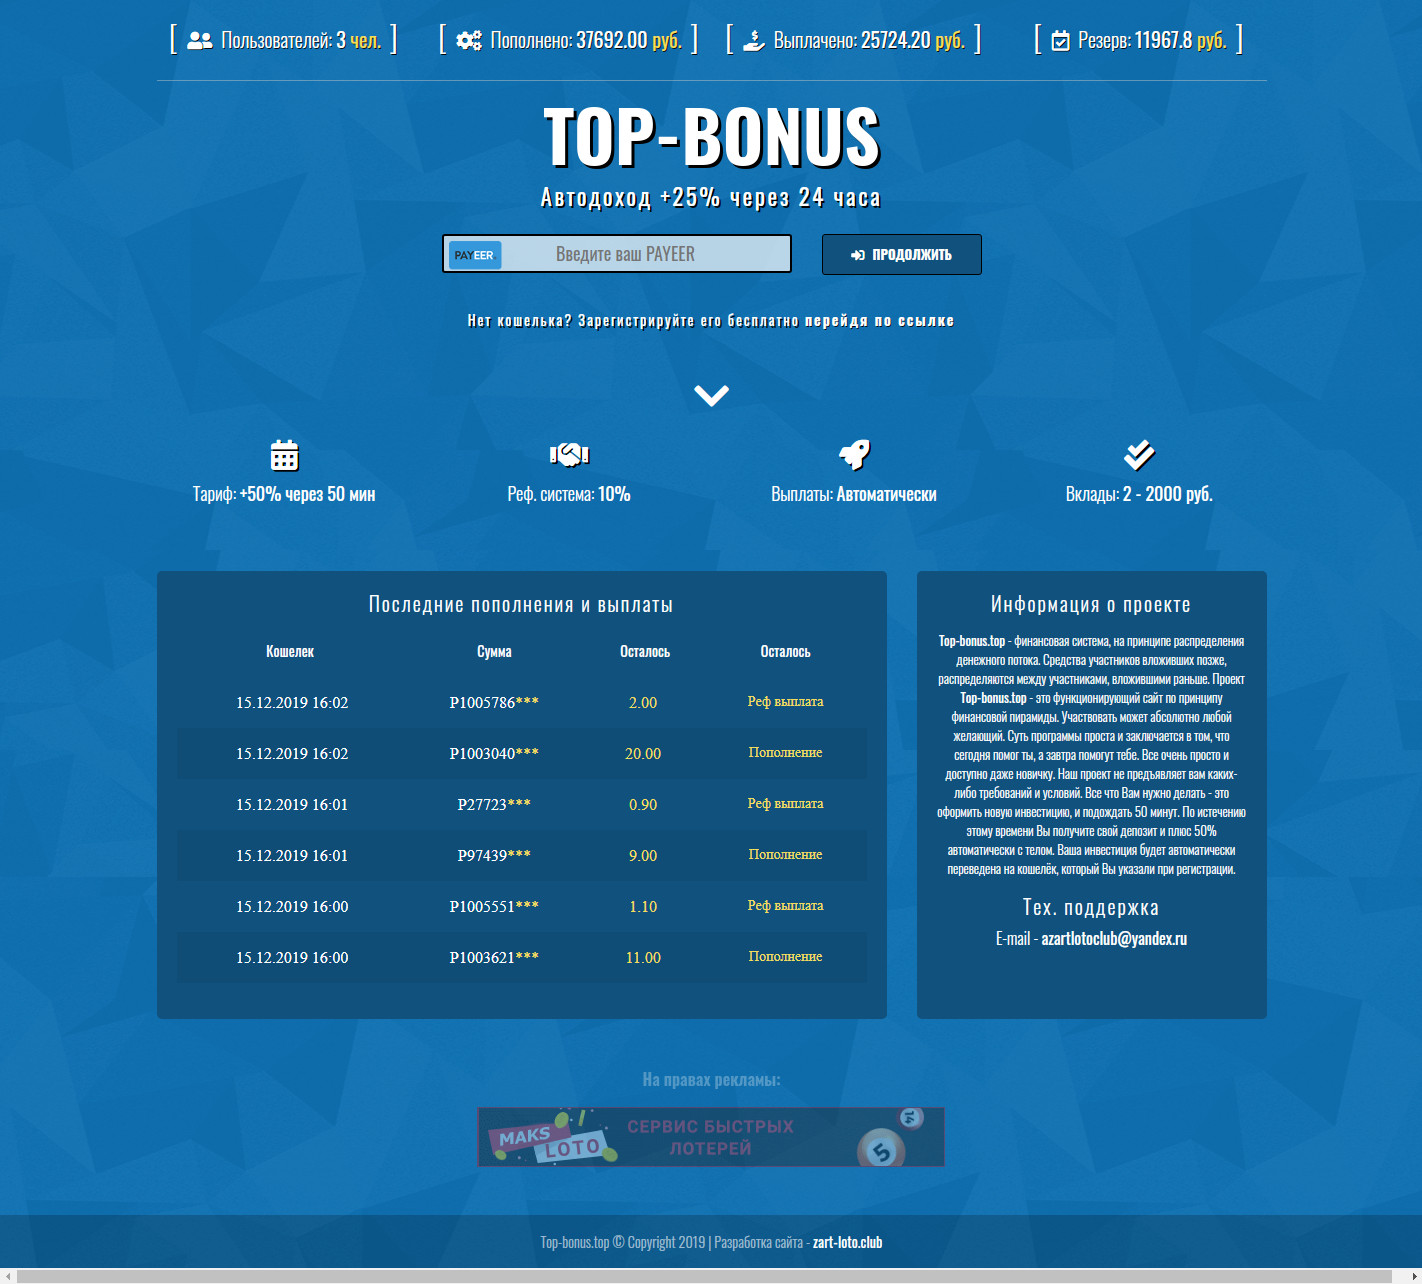 [ Пользователей: 3 чел. ] [ Пополнено: 37692.00 руб. ] [ Выплачено: 25724.20 руб. ] [ Резерв: 11967.8 руб. ]
TOP-BONUS
Автодоход +25% через 24 часа
PAYEER Введите ваш PAYEER ПРОДОЛЖИТЬ
Нет кошелька? Зарегистрируйте его бесплатно перейдя по ссылке
Тариф: +50% через 50 мин Реф. система: 10% Выплаты: Автоматически Вклады: 2 - 2000 руб.
Последние пополнения и выплаты
Кошелек Сумма Осталось Осталось
15.12.2019 16:02 P1005786*** 2.00 Реф выплата
15.12.2019 16:02 P1003040*** 20.00 Пополнение
15.12.2019 16:01 P27723*** 0.90 Реф выплата
15.12.2019 16:01 P97439*** 9.00 Пополнение
15.12.2019 16:00 P1005551*** 1.10 Реф выплата
15.12.2019 16:00 P1003621*** 11.00 Пополнение
Информация о проекте
Top-bonus.top - финансовая система, на принципе распределения
денежного потока. Средства участников вложивших позже,
распределяются между участниками, вложившими раньше. Проект
Top-bonus.top - это функционирующий сайт по принципу
финансовой пирамиды. Участвовать может абсолютно любой
желающий. Суть программы проста и заключается в том, что
сегодня помог ты, а завтра помогут тебе. Все очень просто и
доступно даже новичку. Наш проект не предъявляет вам каких-
либо требований и условий. Все что Вам нужно делать - это
оформить новую инвестицию, и подождать 50 минут. По истечению
этому времени Вы получите свой депозит и плюс 50%
автоматически с телом. Ваша инвестиция будет автоматически
переведена на кошелёк, который Вы указали при регистрации.
Тех. поддержка
E-mail - azartlotoclub@yandex.ru
На правах рекламы:
MAKS
LOTO
СЕРВИС БЫСТРЫХ
ЛОТЕРЕЙ
14
5
Top-bonus.top © Copyright 2019 | Разработка сайта - zart-loto.club